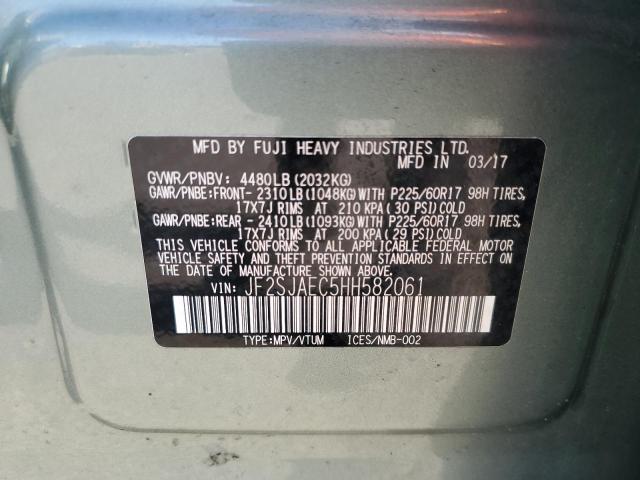 MFD BY FUJI HEAVY INDUSTRIES LTD.
MFD IN 03/17
GVWR/PNBV: 4480LB(2032KG)
GAWR/PNBE:FRONT-2310LB(1048KG)WITH P225/60R17 98H TIRES,
17X7J RIMS AT 210 KPA(30 PSI)COLD
GAWR/PNBE:REAR -2410LB(1093KG)WITH P225/60R17 98H TIRES,
17X7J RIMS AT 200 KPA(29 PSI)COLD
THIS VEHICLE CONFORMS TO ALL APPLICABLE FEDERAL MOTOR
VEHICLE SAFETY AND THEFT PREVENTION STANDARDS IN EFFECT
ON THE DATE OF MANUFACTURE SHOWN ABOVE.
VIN: JF2SJAEC5HH582061
TYPE:MPV/VTUM ICES/NMB-002